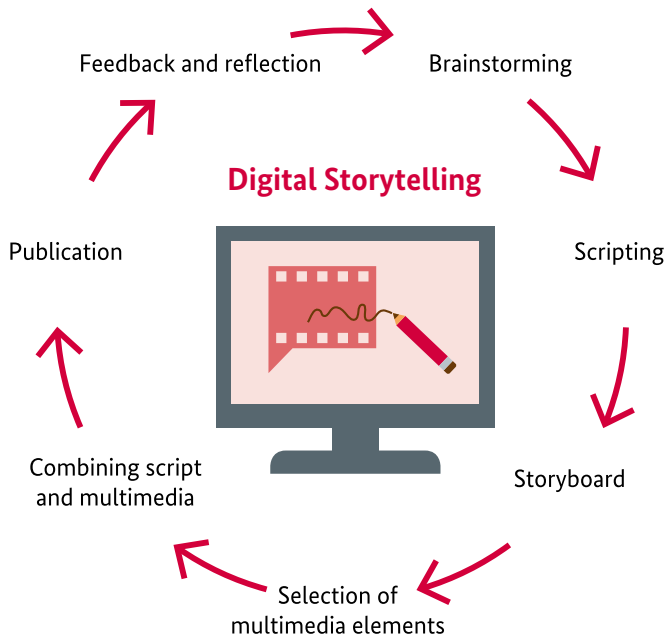 Feedback and reflection
Brainstorming
Digital Storytelling
Publication
Scripting
Combining script
and multimedia
Storyboard
Selection of
multimedia elements